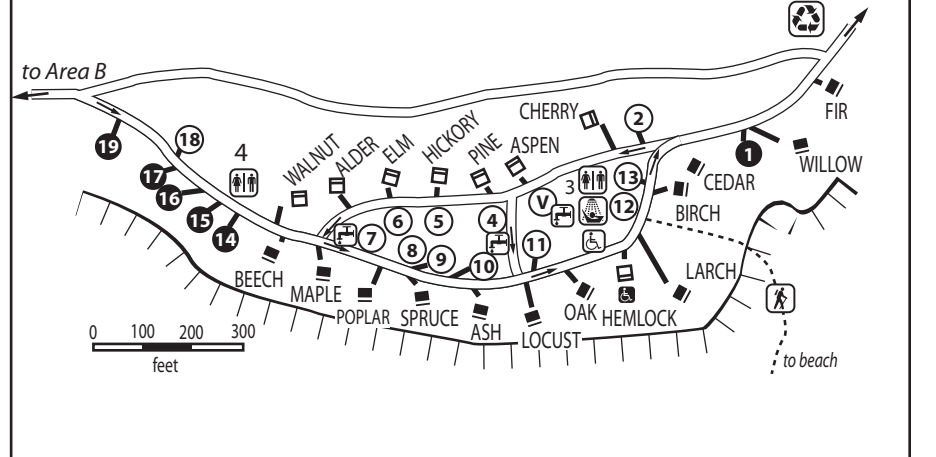 to Area B
FIR
CHERRY
2
1
WILLOW
19
18
4
WALNUT
ALDER
ELM
HICKORY
PINE
ASPEN
17
16
15
14
3
V
13
12
CEDAR
BIRCH
6
5
4
7
8
9
10
11
BEECH
MAPLE
POPLAR
SPRUCE
ASH
LOCUST
OAK
HEMLOCK
LARCH
0 100 200 300
feet
to beach